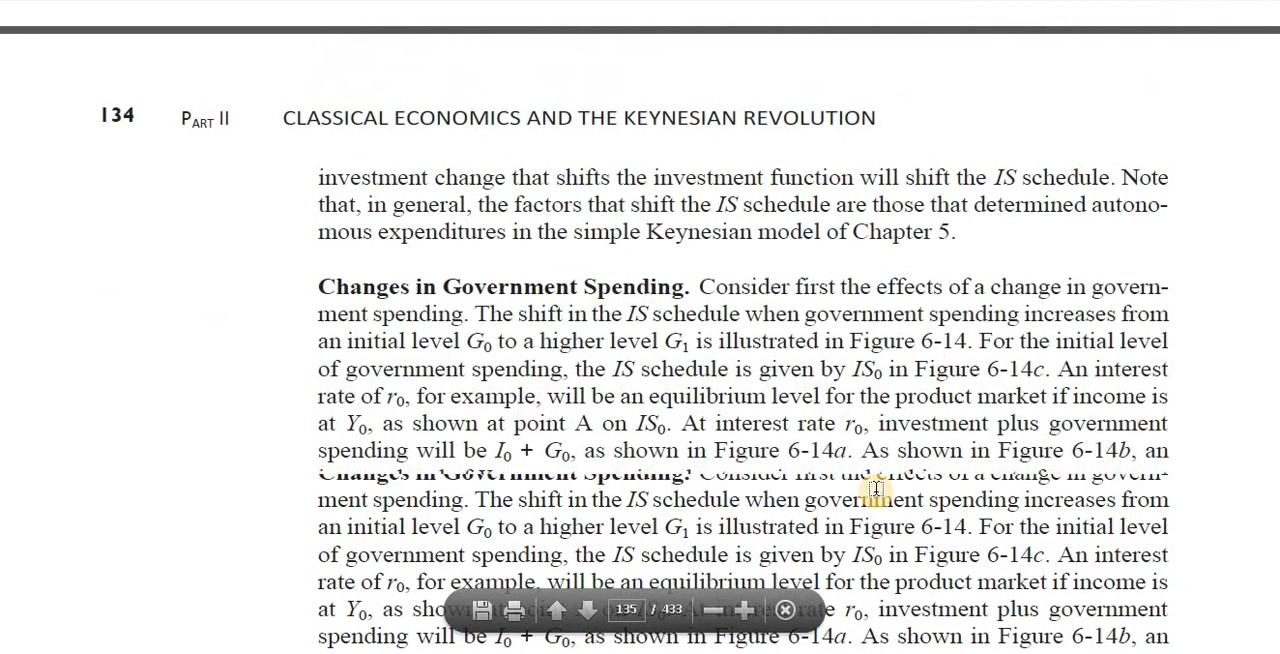 134 PART II CLASSICAL ECONOMICS AND THE KEYNESIAN REVOLUTION
investment change that shifts the investment function will shift the IS schedule. Note
that, in general, the factors that shift the IS schedule are those that determined autono-
mous expenditures in the simple Keynesian model of Chapter 5.
Changes in Government Spending. Consider first the effects of a change in govern-
ment spending. The shift in the IS schedule when government spending increases from
an initial level G₀ to a higher level G₁ is illustrated in Figure 6-14. For the initial level
of government spending, the IS schedule is given by IS₀ in Figure 6-14c. An interest
rate of r₀, for example, will be an equilibrium level for the product market if income is
at Y₀, as shown at point A on IS₀. At interest rate r₀, investment plus government
spending will be I₀ + G₀, as shown in Figure 6-14a. As shown in Figure 6-14b, an
Changes in Government Spending. Consider first the effects of a change in govern-
ment spending. The shift in the IS schedule when government spending increases from
an initial level G₀ to a higher level G₁ is illustrated in Figure 6-14. For the initial level
of government spending, the IS schedule is given by IS₀ in Figure 6-14c. An interest
rate of r₀, for example, will be an equilibrium level for the product market if income is
at Y₀, as r₀, investment plus government
135 / 433
spending will be I₀ + G₀, as shown in Figure 6-14a. As shown in Figure 6-14b, an